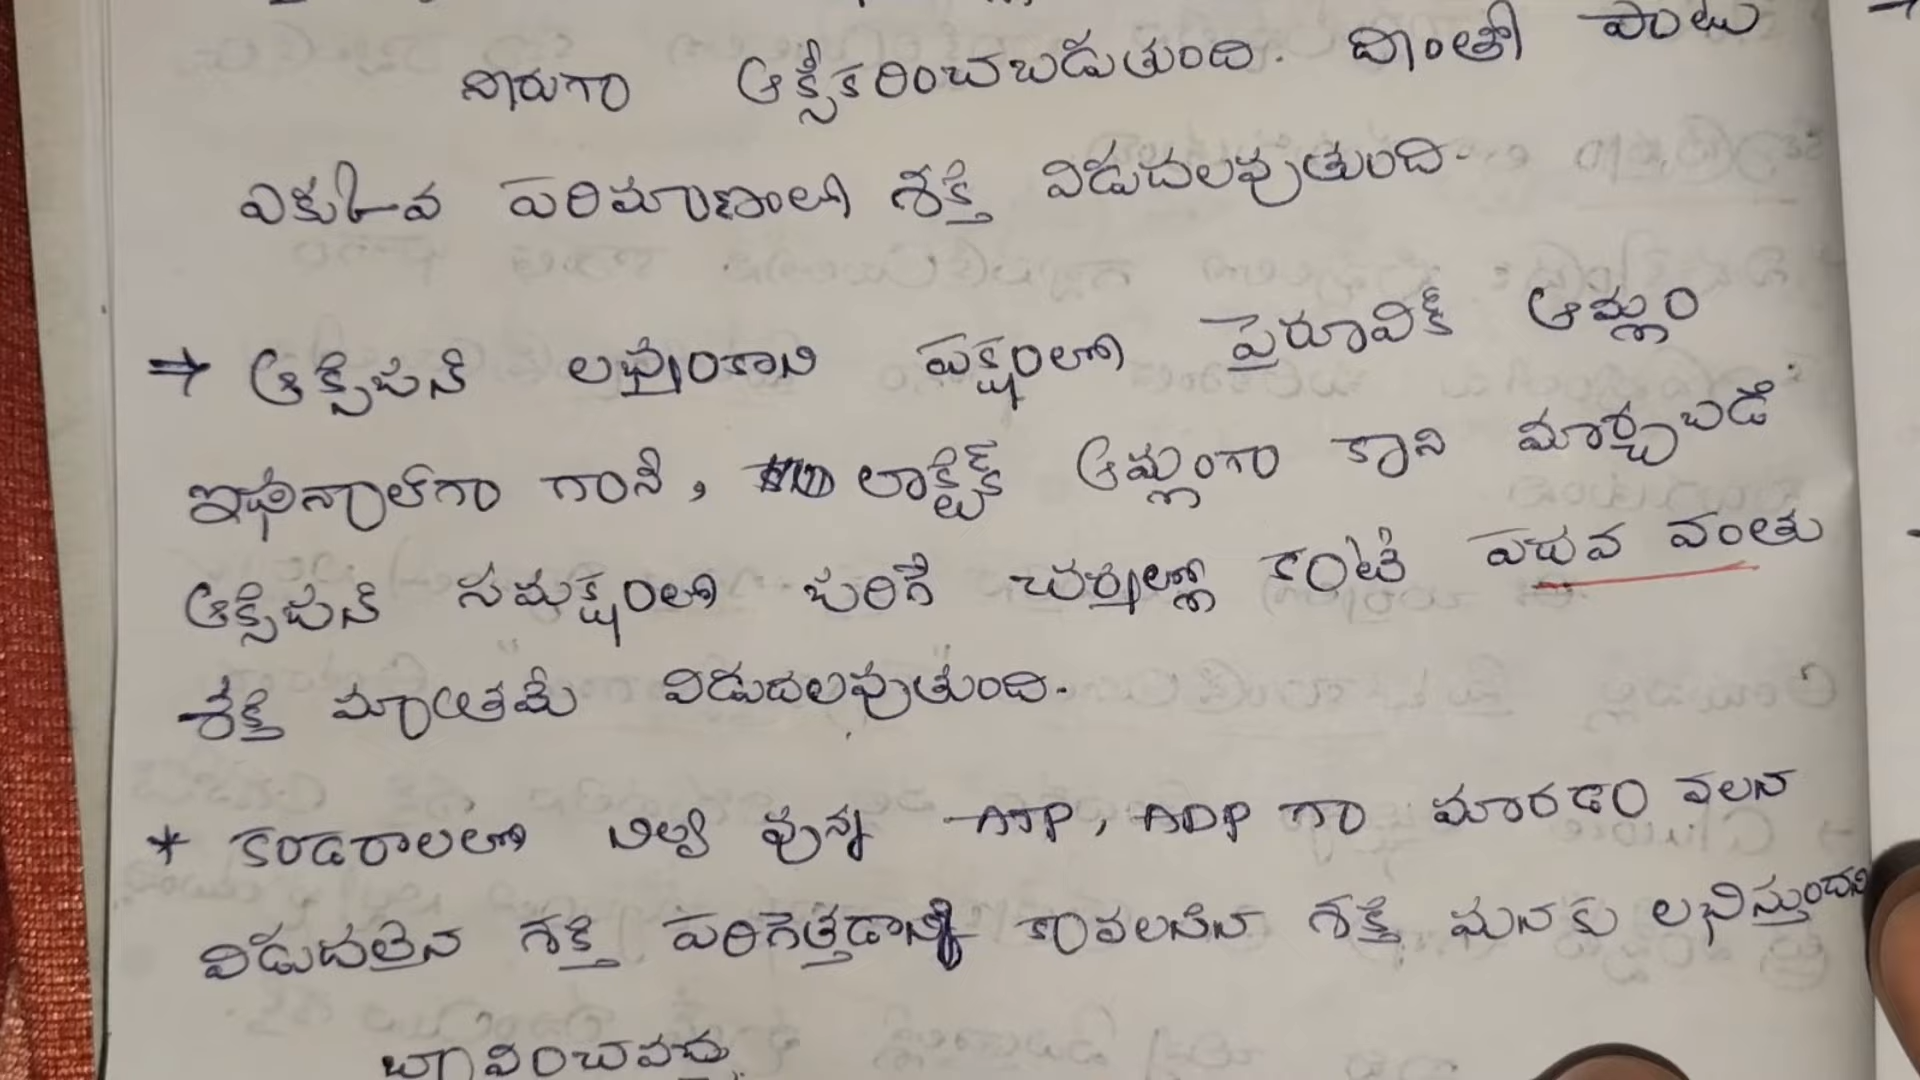 నీరుగా ఆక్సీకరించబడుతుంది. దీంతో పాటు
ఎక్కువ పరిమాణంలో శక్తి విడుదలవుతుంది.
→ ఆక్సిజన్ లభ్యంకాని పక్షంలో పైరూవిక్ ఆమ్లం
ఇథనాల్‌గా గానీ, లాక్టిక్ ఆమ్లంగా కాని మార్చబడి
ఆక్సిజన్ సమక్షంలో జరిగే చర్యల్లో కంటే పదవ వంతు
శక్తి మాత్రమే విడుదలవుతుంది.
* కండరాలలో నిల్వ వున్న ATP, ADP గా మారడం వలన
విడుదలైన శక్తి పరిగెత్తడానికి కావలసిన శక్తి మనకు లభిస్తుందని
భావించవచ్చు.